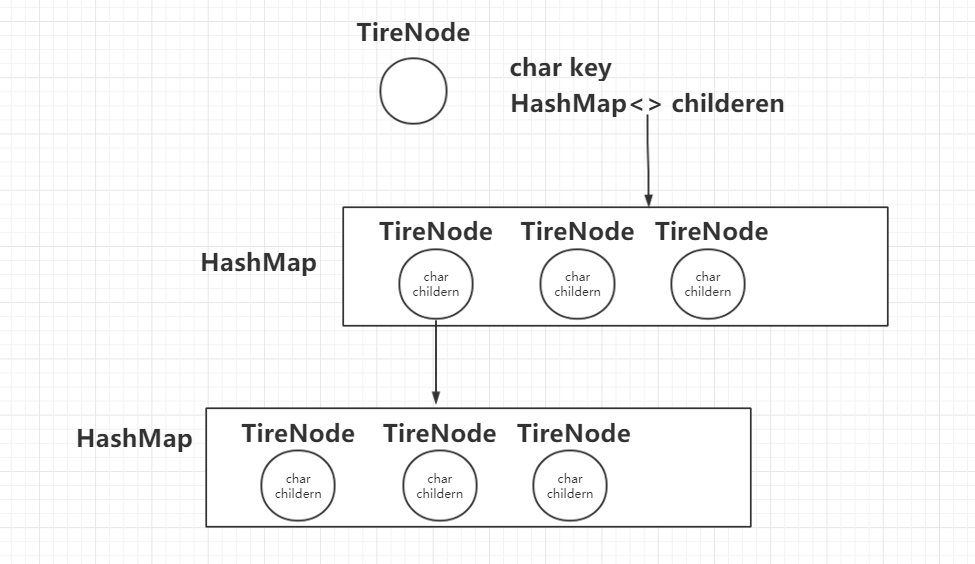 TireNode
char key
HashMap<> childeren
TireNode TireNode TireNode
HashMap
char
childern
char
childern
char
childern
TireNode TireNode TireNode
HashMap
char
childern
char
childern
char
childern